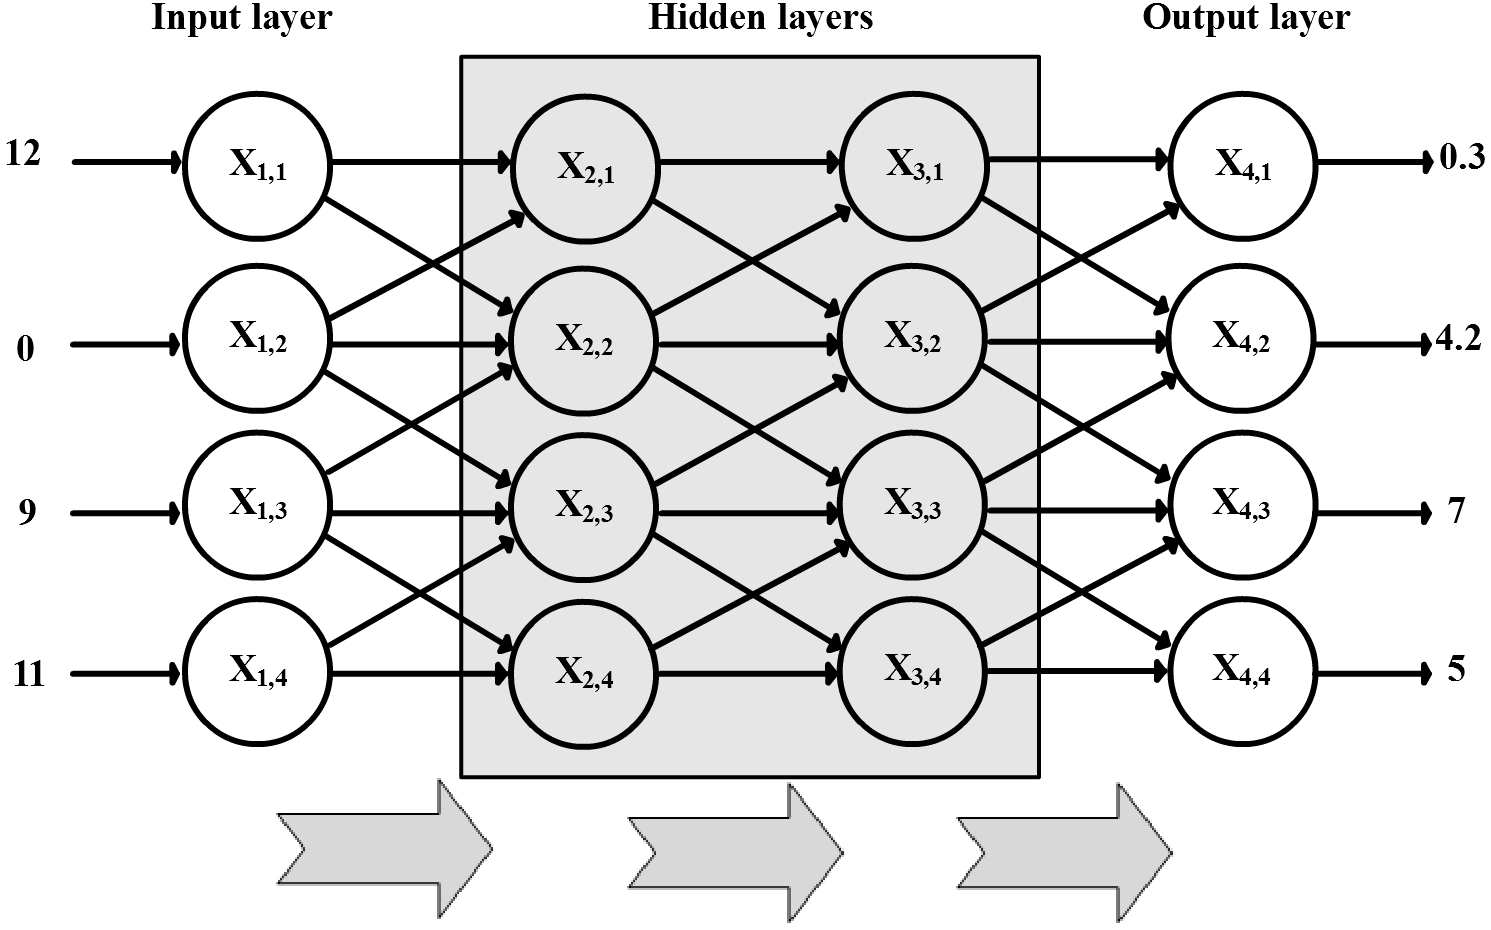 Input layer Hidden layers Output layer
12 X1,1 X2,1 X3,1 X4,1 0.3
0 X1,2 X2,2 X3,2 X4,2 4.2
9 X1,3 X2,3 X3,3 X4,3 7
11 X1,4 X2,4 X3,4 X4,4 5